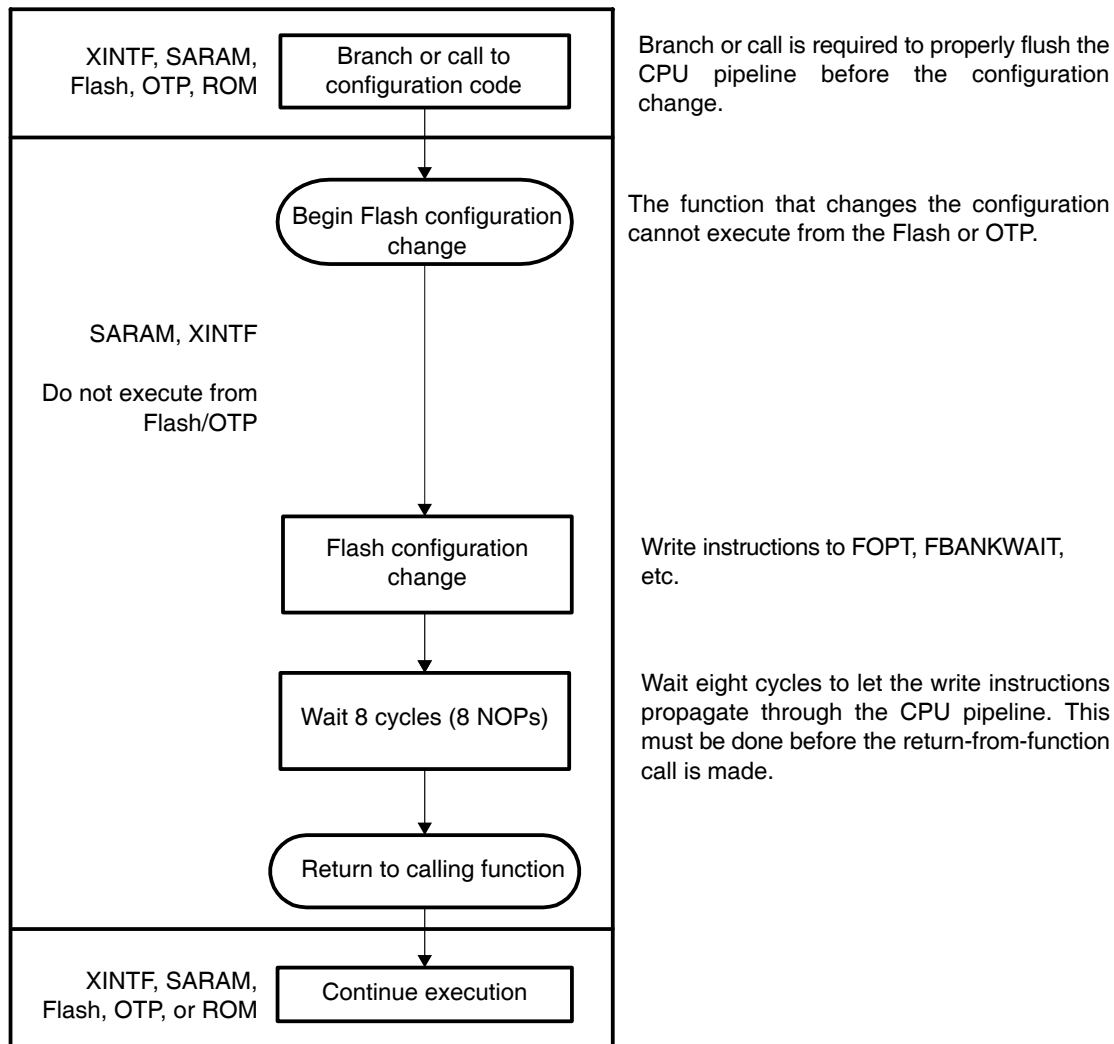 XINTF, SARAM,
Flash, OTP, ROM
Branch or call to
configuration code
Branch or call is required to properly flush the
CPU pipeline before the configuration
change.
Begin Flash configuration
change
The function that changes the configuration
cannot execute from the Flash or OTP.
SARAM, XINTF
Do not execute from
Flash/OTP
Flash configuration
change
Write instructions to FOPT, FBANKWAIT,
etc.
Wait 8 cycles (8 NOPs)
Wait eight cycles to let the write instructions
propagate through the CPU pipeline. This
must be done before the return-from-function
call is made.
Return to calling function
XINTF, SARAM,
Flash, OTP, or ROM
Continue execution